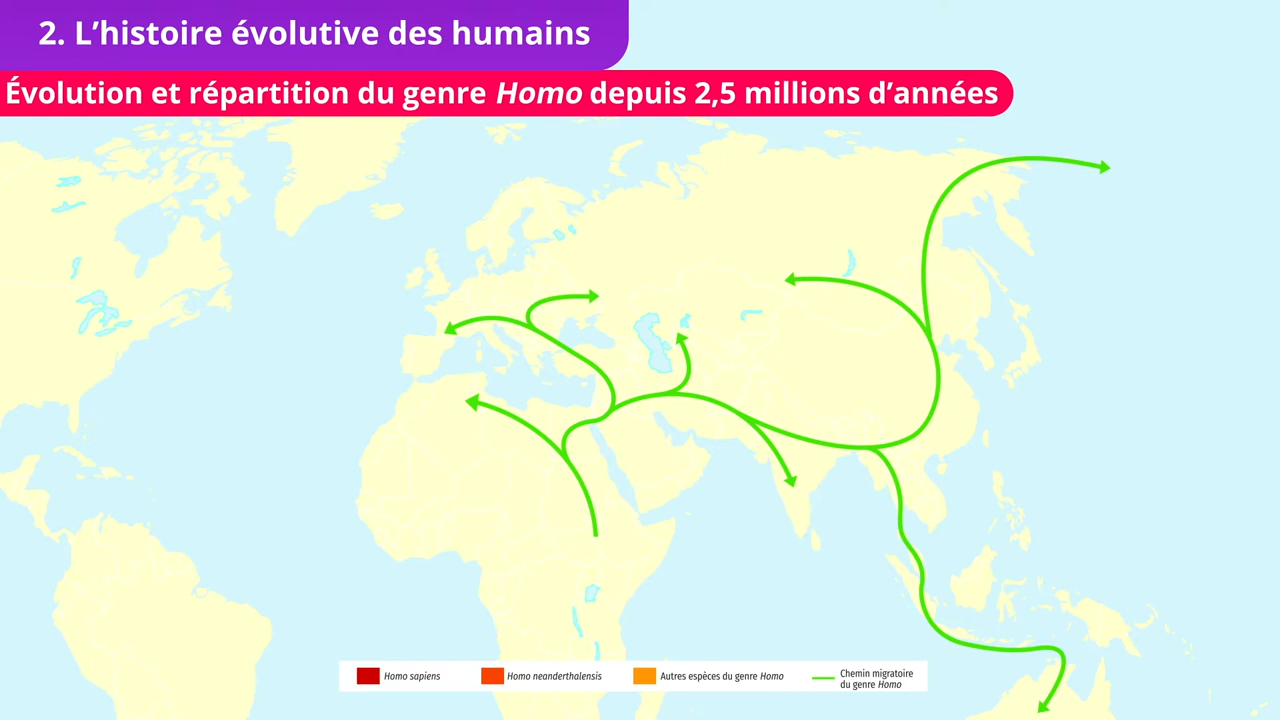 2. L’histoire évolutive des humains
Évolution et répartition du genre Homo depuis 2,5 millions d’années
Homo sapiens
Homo neanderthalensis
Autres espèces du genre Homo
Chemin migratoire
du genre Homo